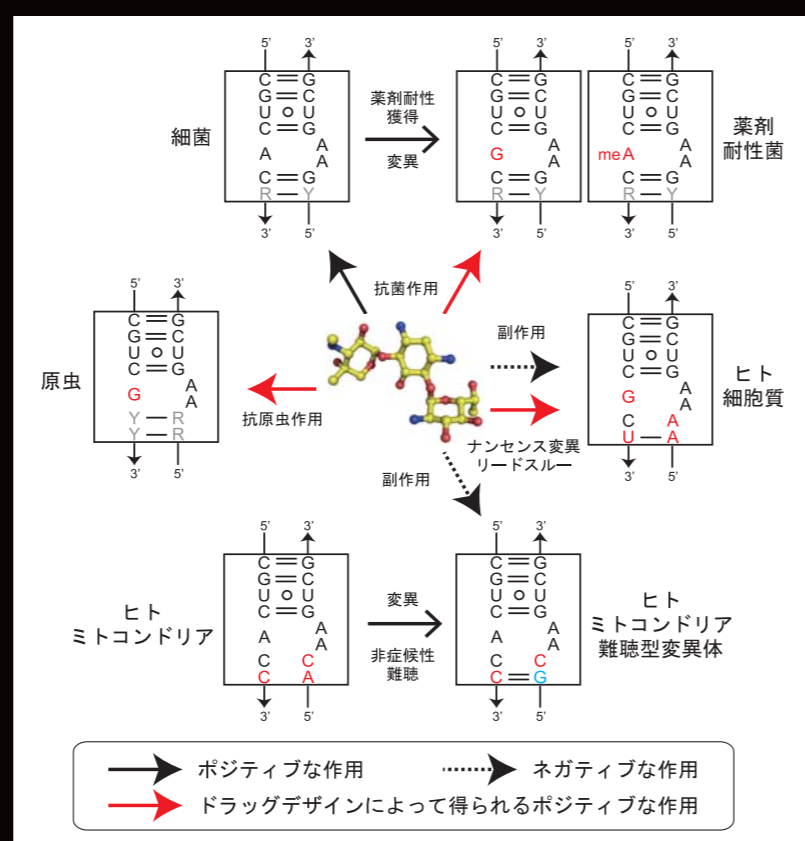 5’ 3’
C G
G C
U U
C G
U A
A A
C G
R Y
3’ 5’
細菌
薬剤耐性
獲得
変異
5’ 3’
C G
G C
U U
C G
U A
G A
C G
R Y
3’ 5’
5’ 3’
C G
G C
U U
C G
U A
meA A
C G
R Y
3’ 5’
薬剤
耐性菌
抗菌作用
5’ 3’
C G
G C
U U
C G
U A
G A
Y R
Y R
3’ 5’
原虫
抗原虫作用
副作用
ナンセンス変異
リードスルー
5’ 3’
C G
G C
U U
C G
U A
G A
C A
U A
3’ 5’
ヒト
細胞質
副作用
5’ 3’
C G
G C
U U
C G
U A
A A
C C
C A
3’ 5’
ヒト
ミトコンドリア
変異
非症候性
難聴
5’ 3’
C G
G C
U U
C G
U A
A A
C C
C G
3’ 5’
ヒト
ミトコンドリア
難聴型変異体
ポジティブな作用
ネガティブな作用
ドラッグデザインによって得られるポジティブな作用